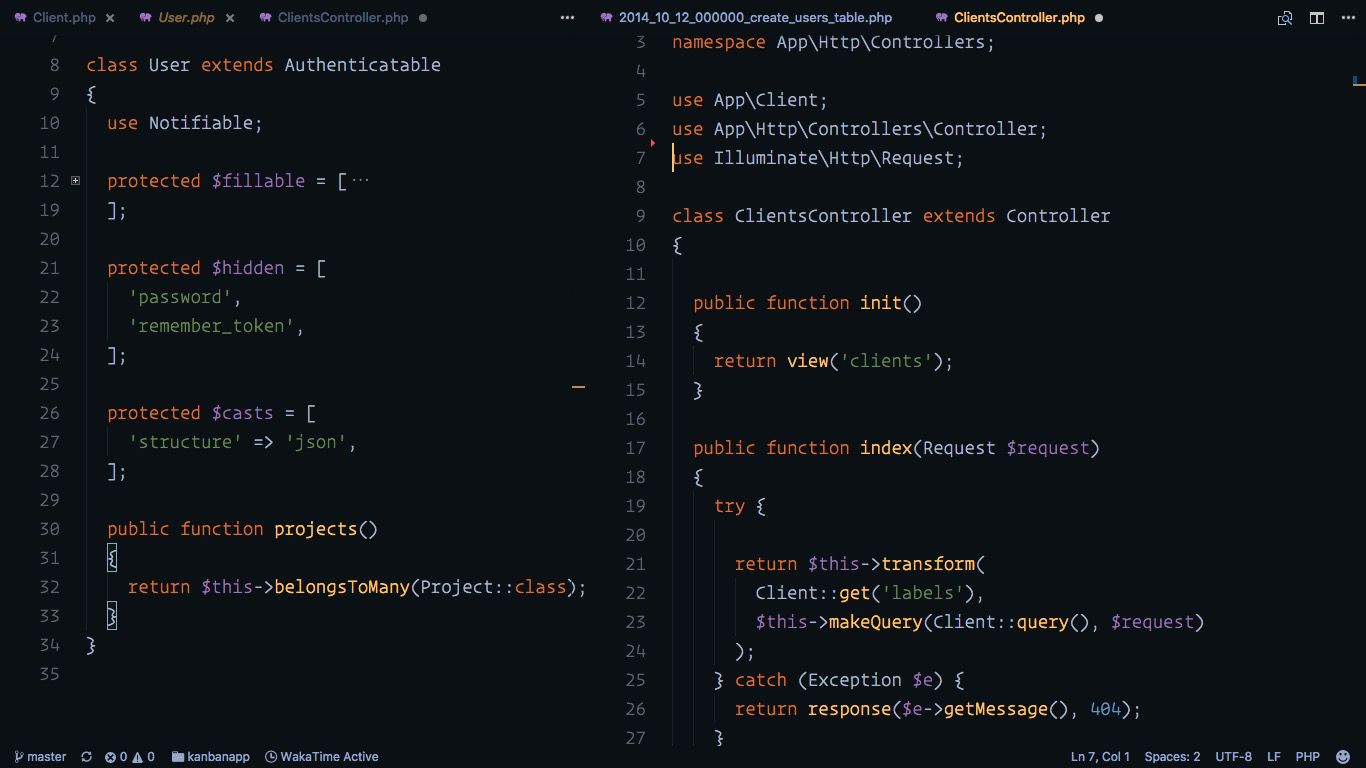 Client.php × User.php × ClientsController.php ●
7
8 class User extends Authenticatable
9 {
10 use Notifiable;
11
12 protected $fillable = [···
19 ];
20
21 protected $hidden = [
22 'password',
23 'remember_token',
24 ];
25
26 protected $casts = [
27 'structure' => 'json',
28 ];
29
30 public function projects()
31 {
32 return $this->belongsToMany(Project::class);
33 }
34 }
35
2014_10_12_000000_create_users_table.php ClientsController.php ●
3 namespace App\Http\Controllers;
4
5 use App\Client;
6 use App\Http\Controllers\Controller;
7 use Illuminate\Http\Request;
8
9 class ClientsController extends Controller
10 {
11
12 public function init()
13 {
14 return view('clients');
15 }
16
17 public function index(Request $request)
18 {
19 try {
20
21 return $this->transform(
22 Client::get('labels'),
23 $this->makeQuery(Client::query(), $request)
24 );
25 } catch (Exception $e) {
26 return response($e->getMessage(), 404);
27 }
master 0 0 kanbanapp WakaTime Active Ln 7, Col 1 Spaces: 2 UTF-8 LF PHP